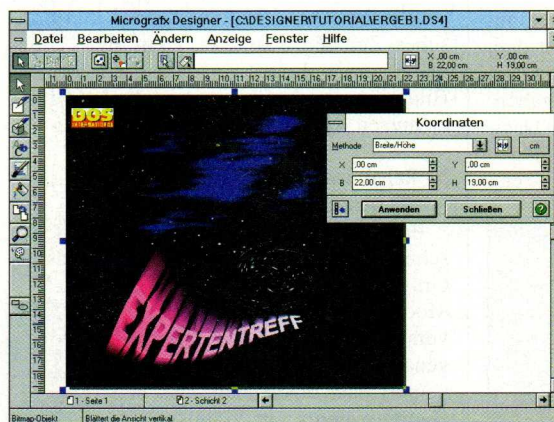 Micrografx Designer - [C:\DESIGNER\TUTORIAL\ERGEB1.DS4]
Datei Bearbeiten Ändern Anzeige Fenster Hilfe
X ,00 cm Y ,00 cm
B 22,00 cm H 19,00 cm
DOS
INTERNATIONAL
EXPERTENTREFF
Koordinaten
Methode Breite/Höhe cm
X ,00 cm Y ,00 cm
B 22,00 cm H 19,00 cm
Anwenden Schließen
1 - Seite 1 2 - Schicht 2
Bitmap-Objekt Blättert die Ansicht vertikal.